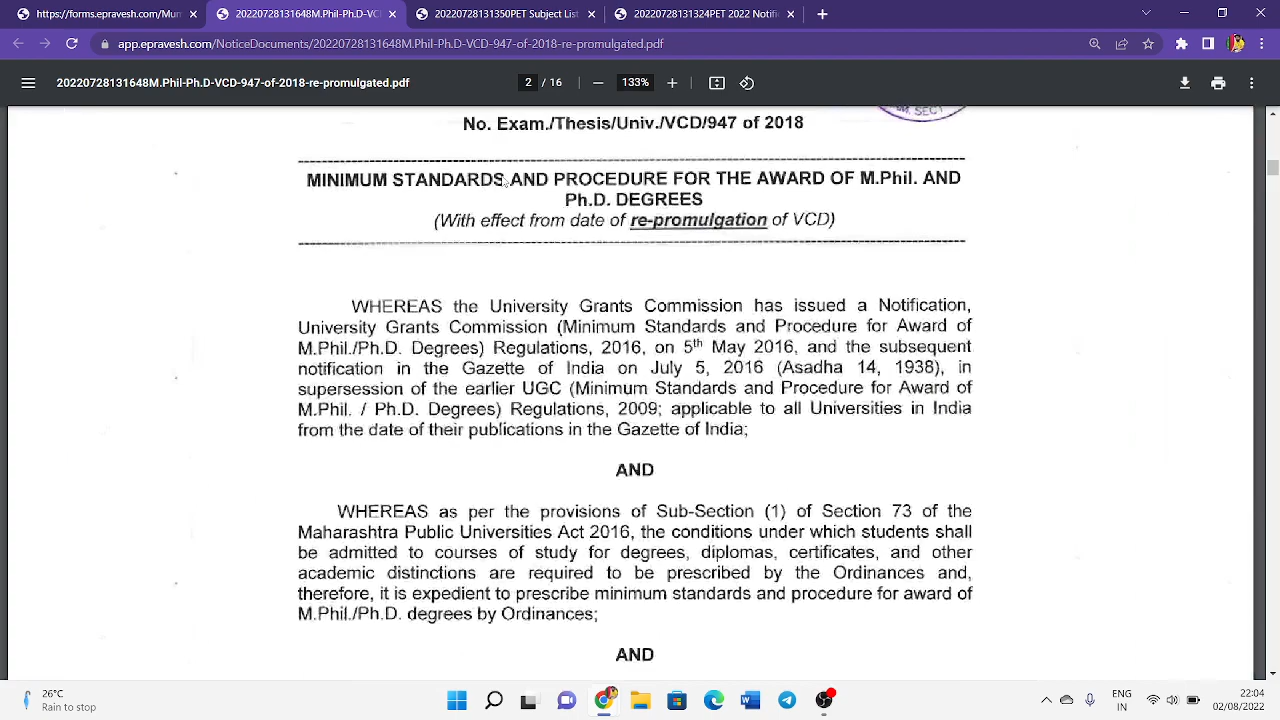 https://forms.epravesh.com/Mun
20220728131648M.Phil-Ph.D-VCD
20220728131350PET Subject List
20220728131324PET 2022 Notifi
app.epravesh.com/NoticeDocuments/20220728131648M.Phil-Ph.D-VCD-947-of-2018-re-promulgated.pdf
20220728131648M.Phil-Ph.D-VCD-947-of-2018-re-promulgated.pdf
2 / 16
133%
No. Exam./Thesis/Univ./VCD/947 of 2018
MINIMUM STANDARDS AND PROCEDURE FOR THE AWARD OF M.Phil. AND
Ph.D. DEGREES
(With effect from date of re-promulgation of VCD)
WHEREAS the University Grants Commission has issued a Notification,
University Grants Commission (Minimum Standards and Procedure for Award of
M.Phil./Ph.D. Degrees) Regulations, 2016, on 5th May 2016, and the subsequent
notification in the Gazette of India on July 5, 2016 (Asadha 14, 1938), in
supersession of the earlier UGC (Minimum Standards and Procedure for Award of
M.Phil. / Ph.D. Degrees) Regulations, 2009; applicable to all Universities in India
from the date of their publications in the Gazette of India;
AND
WHEREAS as per the provisions of Sub-Section (1) of Section 73 of the
Maharashtra Public Universities Act 2016, the conditions under which students shall
be admitted to courses of study for degrees, diplomas, certificates, and other
academic distinctions are required to be prescribed by the Ordinances and,
therefore, it is expedient to prescribe minimum standards and procedure for award of
M.Phil./Ph.D. degrees by Ordinances;
AND
26°C
Rain to stop
ENG
IN
22:04
02/08/2022